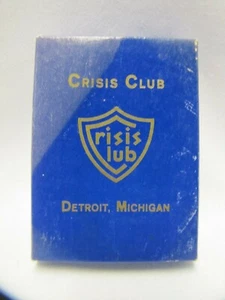 CRISIS CLUB
Crisis
Club
DETROIT, MICHIGAN